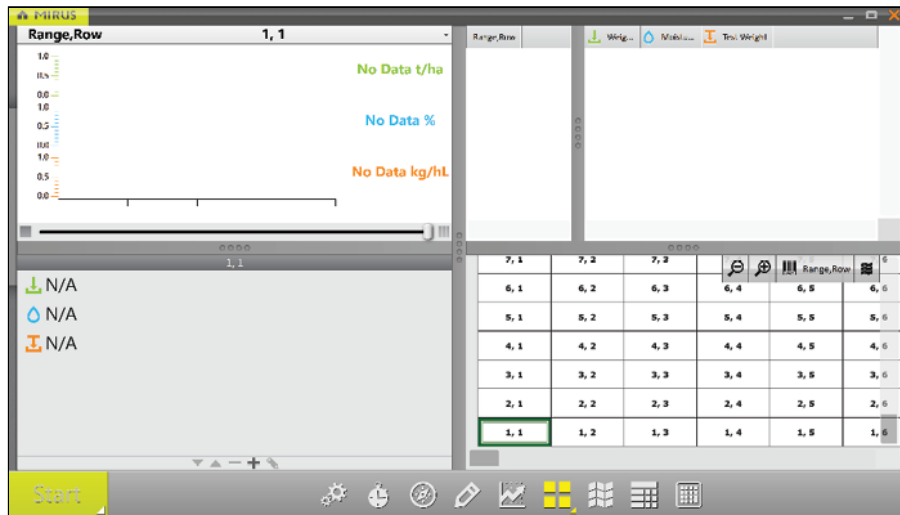 MIRUS
Range,Row 1, 1
1.0
0.5
0.0
No Data t/ha
1.0
0.5
0.0
No Data %
1.0
0.5
0.0
No Data kg/hL
1, 1
N/A
N/A
N/A
Range,Row Weig... Moistu... Test Weight
7, 1 7, 2 7, 3 6
Range,Row
6, 1 6, 2 6, 3 6, 4 6, 5 6, 6
5, 1 5, 2 5, 3 5, 4 5, 5 5, 6
4, 1 4, 2 4, 3 4, 4 4, 5 4, 6
3, 1 3, 2 3, 3 3, 4 3, 5 3, 6
2, 1 2, 2 2, 3 2, 4 2, 5 2, 6
1, 1 1, 2 1, 3 1, 4 1, 5 1, 6
Start